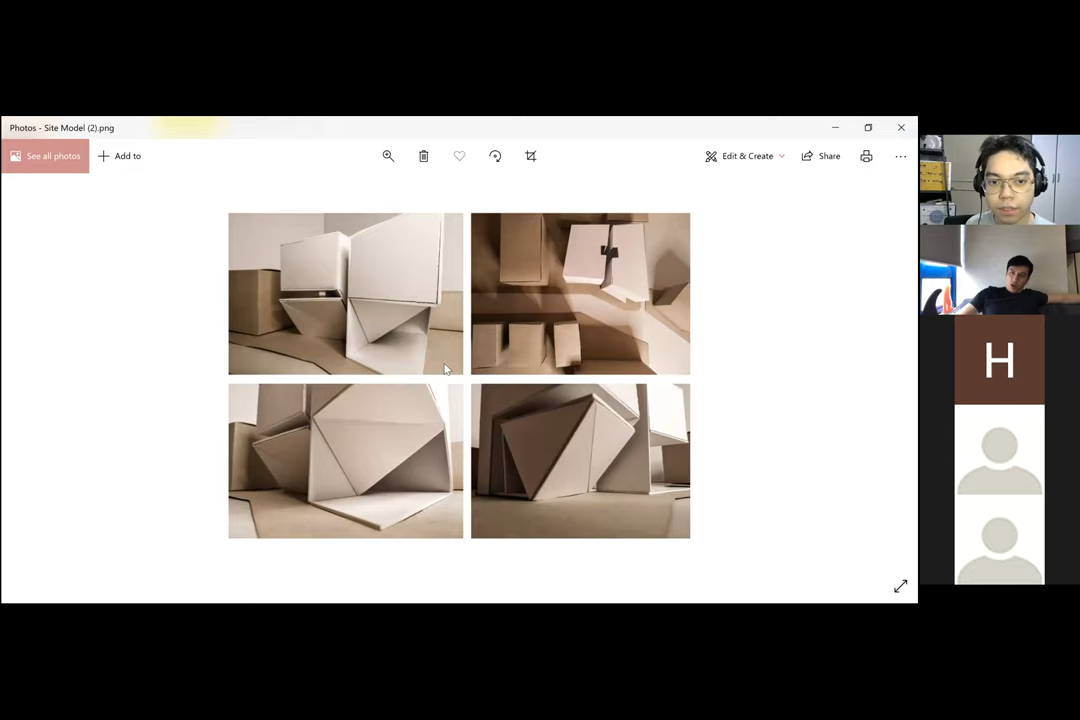 Photos - Site Model (2).png
See all photos
Add to
Edit & Create
Share
H